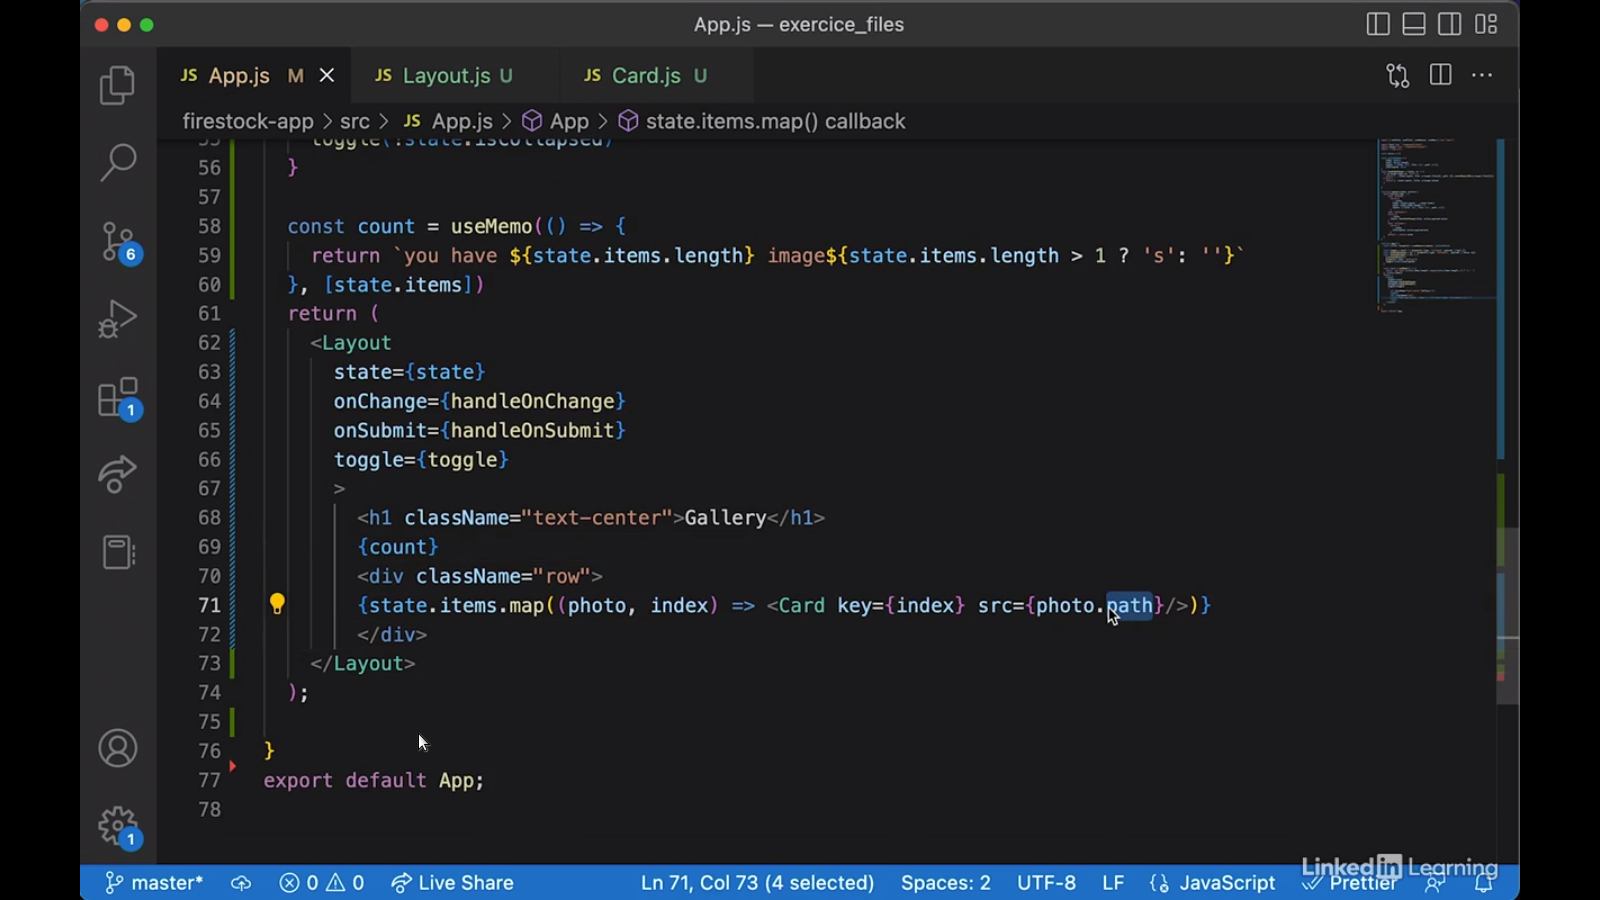 App.js — exercice_files
JS App.js M
JS Layout.js U
JS Card.js U
firestock-app > src > JS App.js > App > state.items.map() callback
55 toggle(!state.isCollapsed)
56 }
57
58 const count = useMemo(() => {
59 return `you have ${state.items.length} image${state.items.length > 1 ? 's': ''}`
60 }, [state.items])
61 return (
62 <Layout
63 state={state}
64 onChange={handleOnChange}
65 onSubmit={handleOnSubmit}
66 toggle={toggle}
67 >
68 <h1 className="text-center">Gallery</h1>
69 {count}
70 <div className="row">
71 {state.items.map((photo, index) => <Card key={index} src={photo.path}/>)}
72 </div>
73 </Layout>
74 );
75
76 }
77 export default App;
78
6
1
1
LinkedIn Learning
master* 0 0 Live Share Ln 71, Col 73 (4 selected) Spaces: 2 UTF-8 LF {} JavaScript Prettier